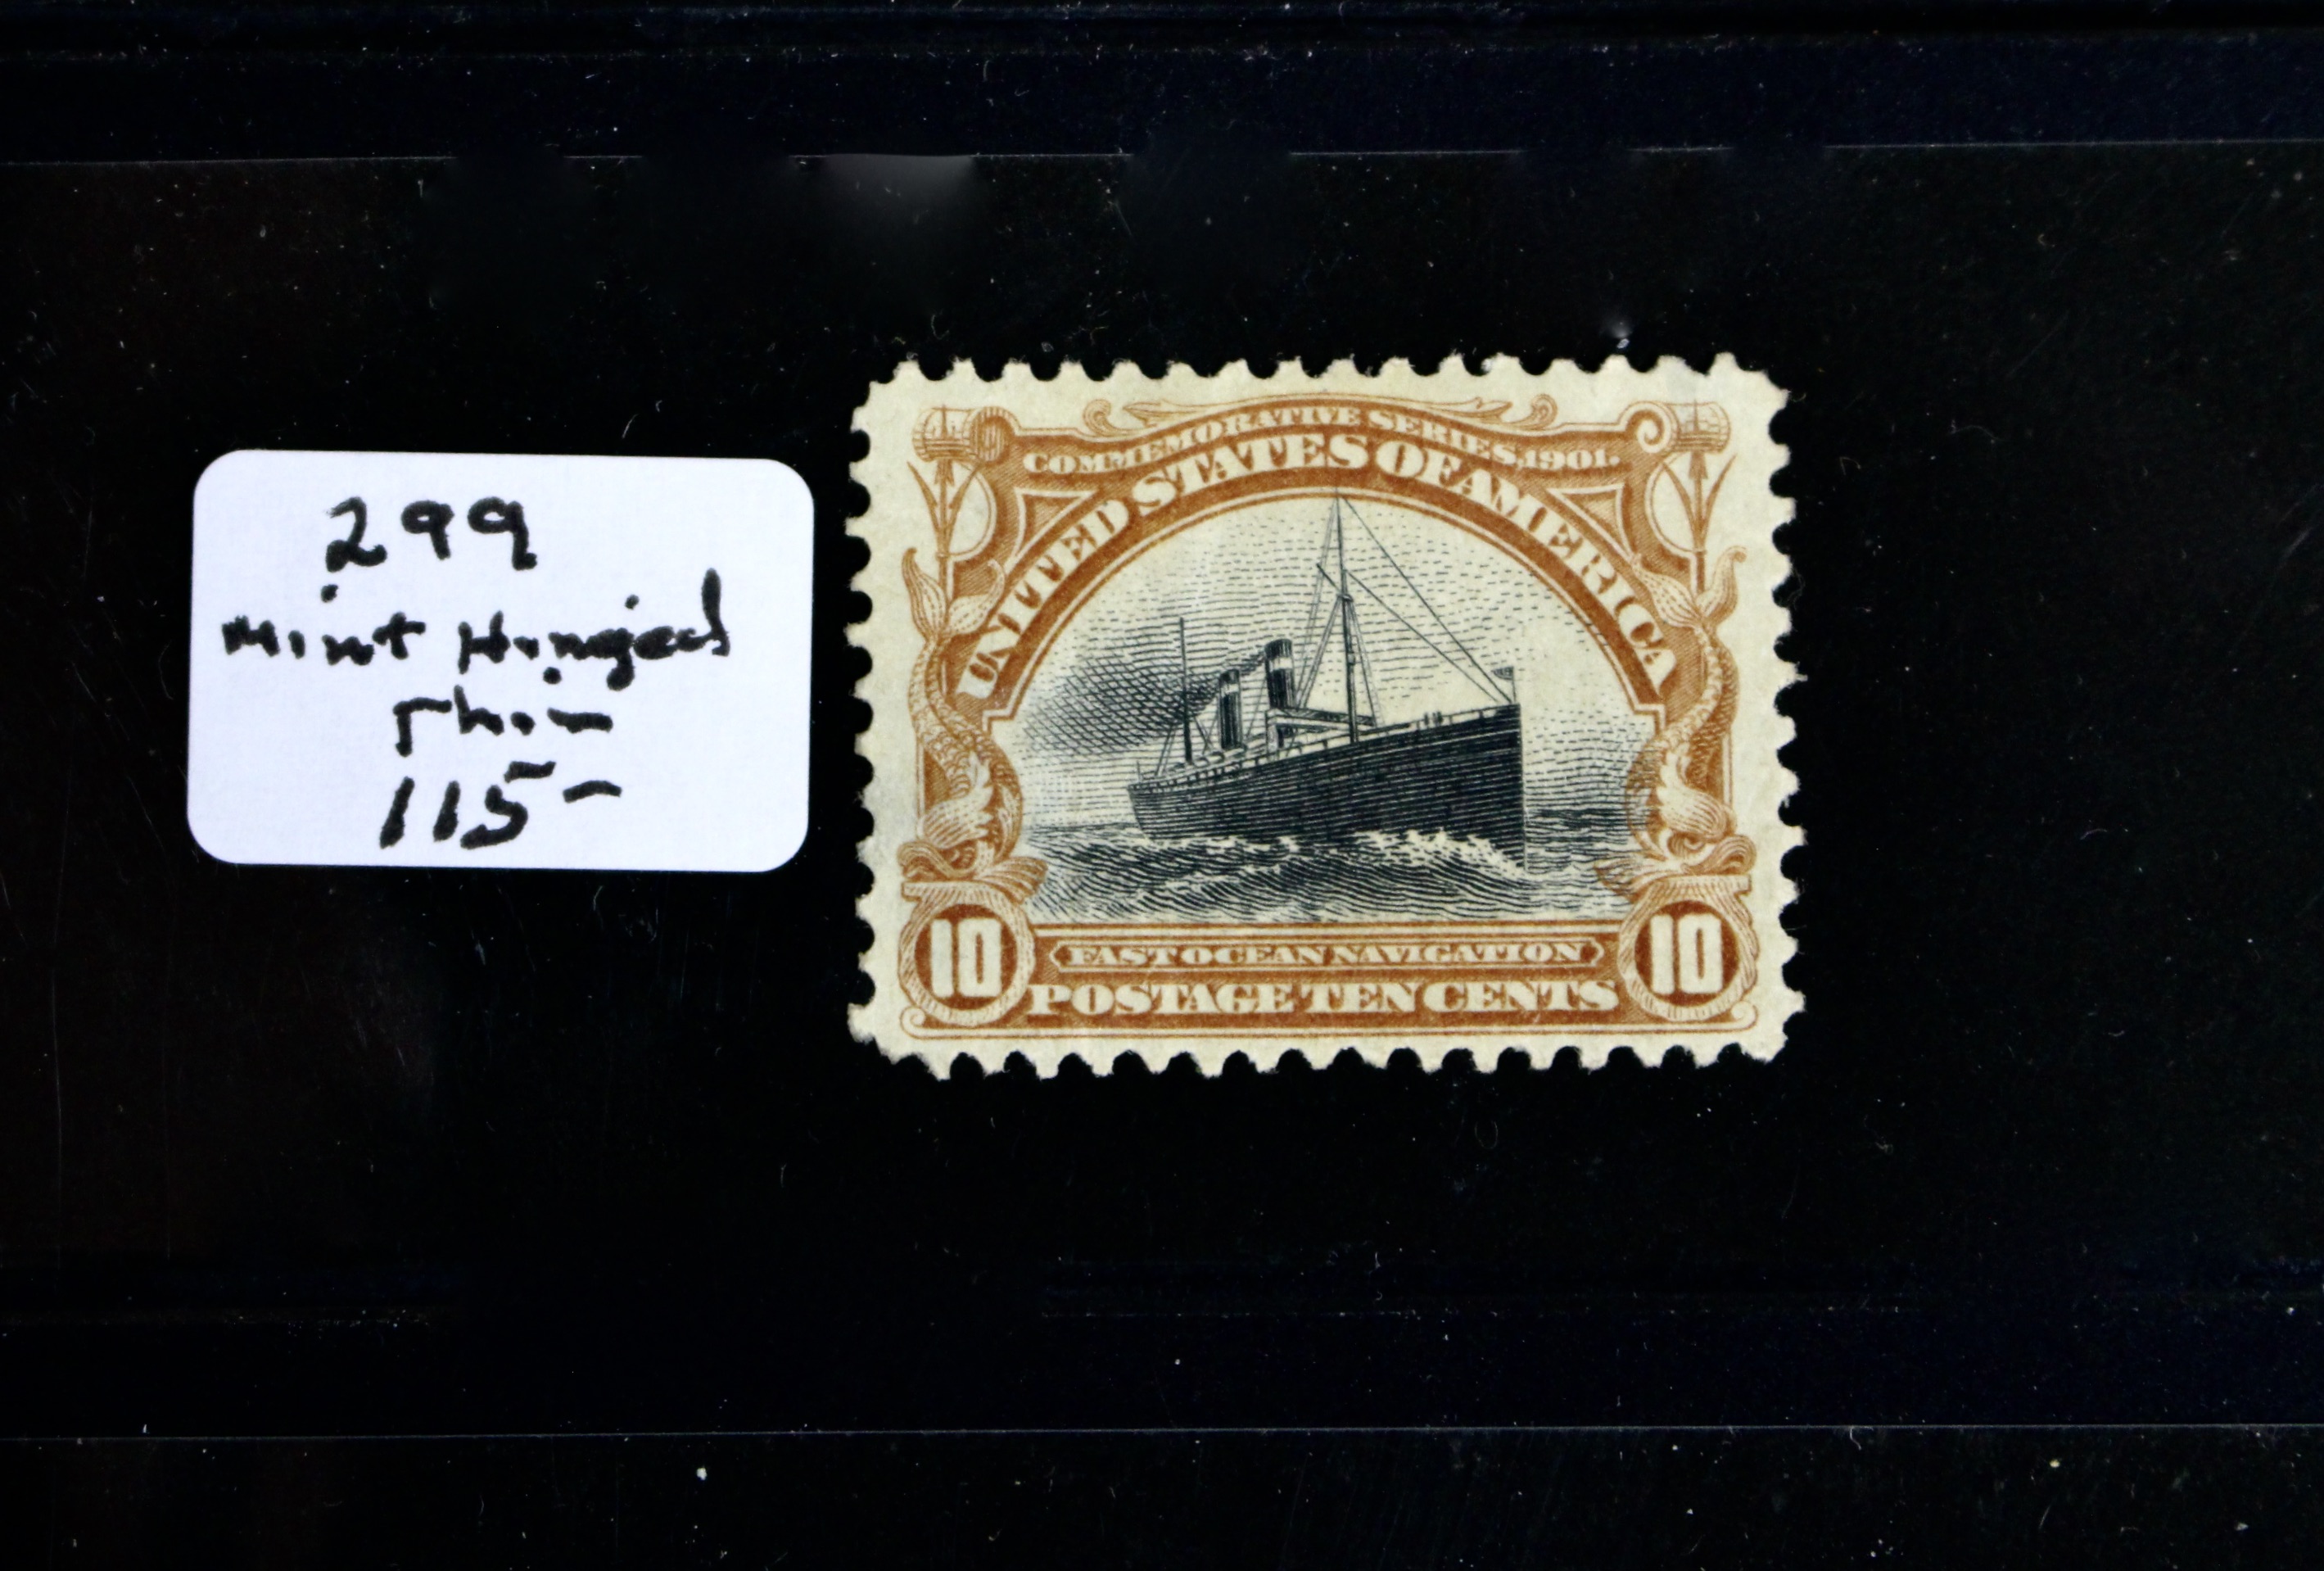 299
Mint Hinged
Thin
115-
COMMEMORATIVE SERIES, 1901.
UNITED STATES OF AMERICA
FAST OCEAN NAVIGATION
10 POSTAGE TEN CENTS 10